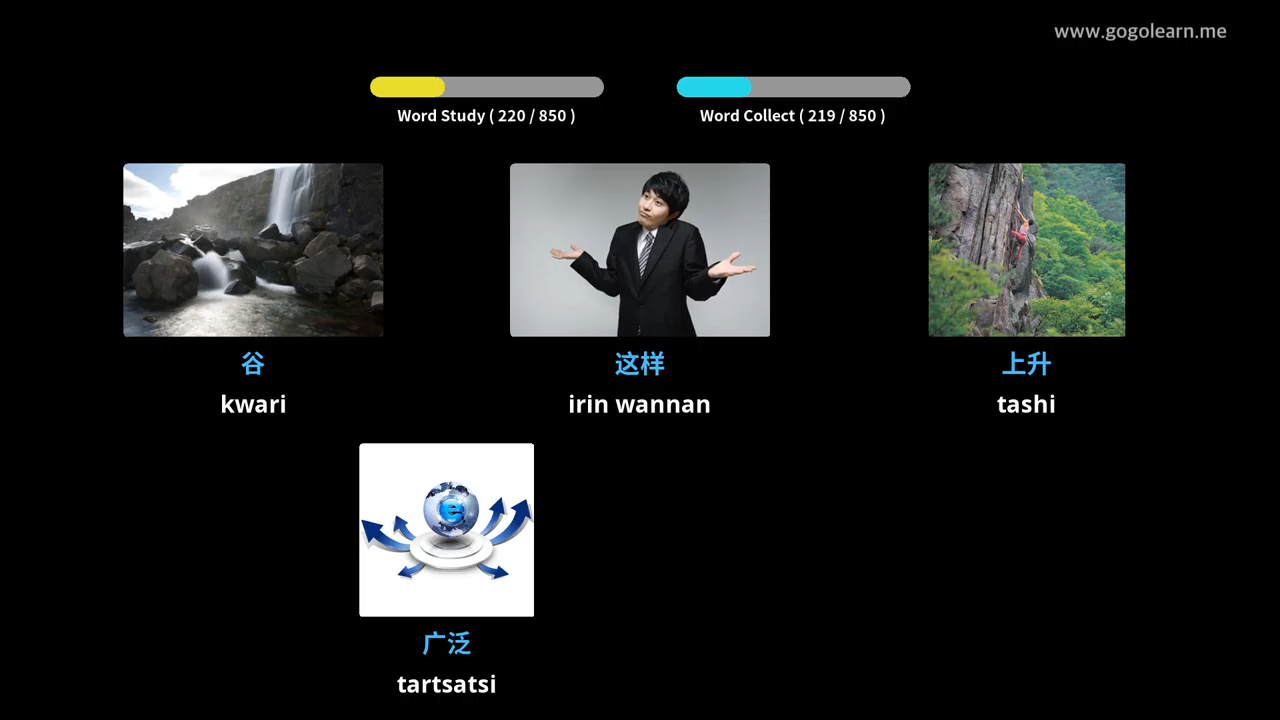 www.gogolearn.me
Word Study ( 220 / 850 )
Word Collect ( 219 / 850 )
谷
kwari
这样
irin wannan
上升
tashi
e
广泛
tartsatsi